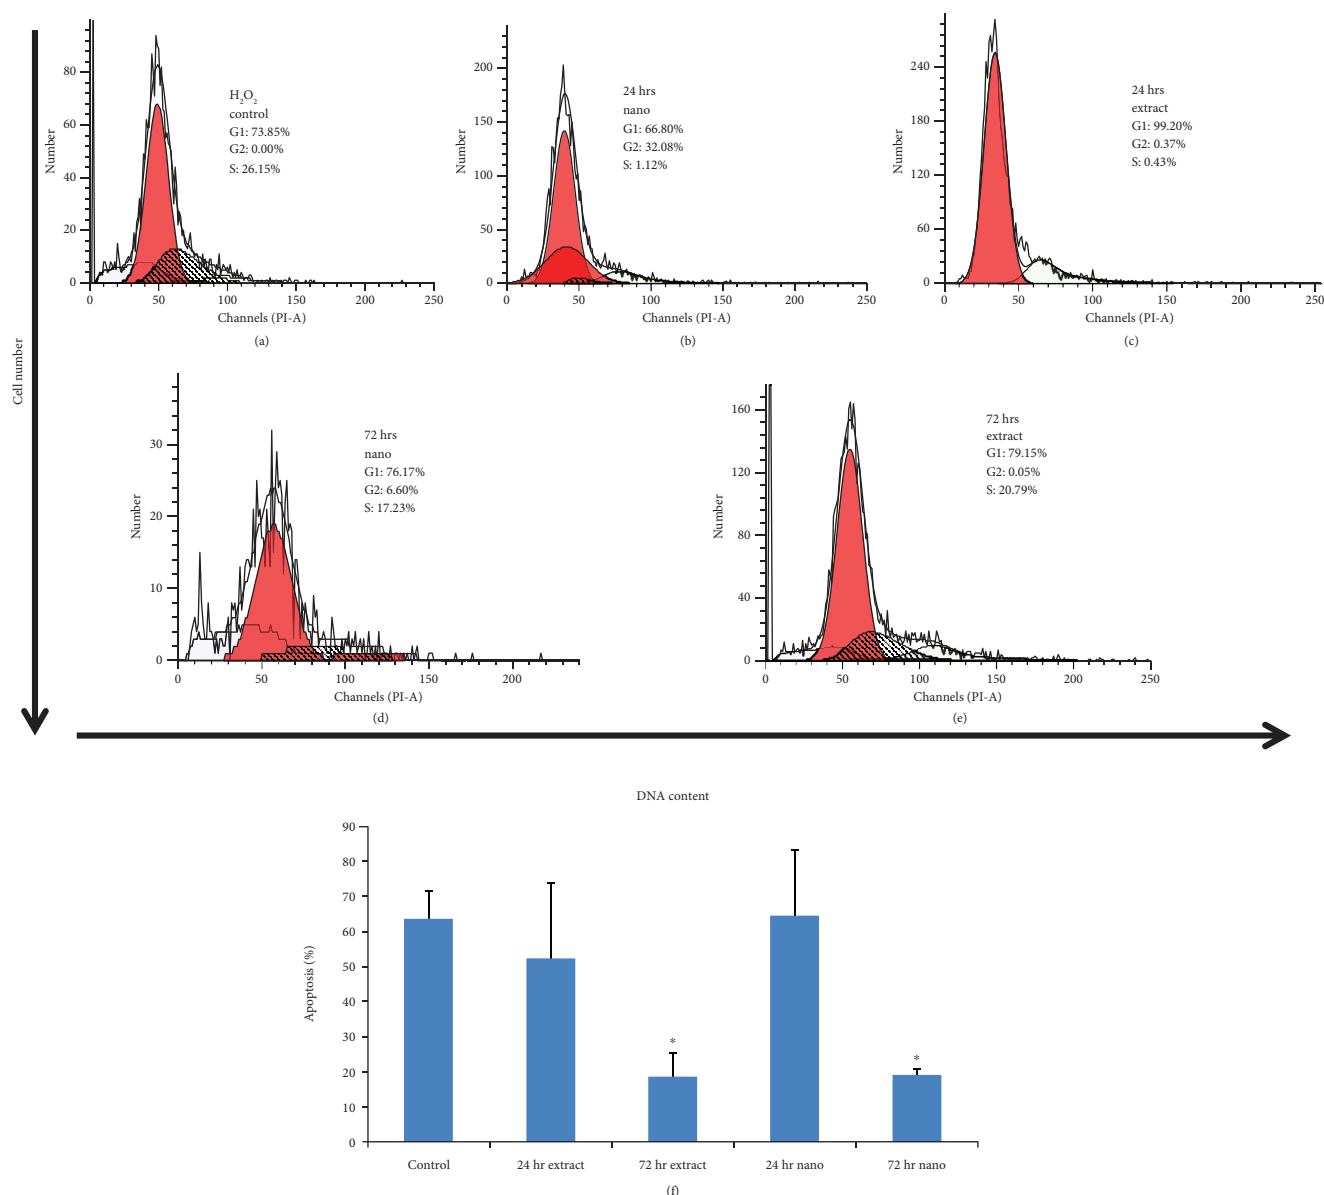 Cell number
80
60
40
20
0
Number
H₂O₂
control
G1: 73.85%
G2: 0.00%
S: 26.15%
0 50 100 150 200 250
Channels (PI-A)
(a)
200
150
100
50
0
Number
24 hrs
nano
G1: 66.80%
G2: 32.08%
S: 1.12%
0 50 100 150 200 250
Channels (PI-A)
(b)
240
180
120
60
0
Number
24 hrs
extract
G1: 99.20%
G2: 0.37%
S: 0.43%
0 50 100 150 200 250
Channels (PI-A)
(c)
30
20
10
0
Number
72 hrs
nano
G1: 76.17%
G2: 6.60%
S: 17.23%
0 50 100 150 200
Channels (PI-A)
(d)
160
120
80
40
0
Number
72 hrs
extract
G1: 79.15%
G2: 0.05%
S: 20.79%
0 50 100 150 200 250
Channels (PI-A)
(e)
DNA content
90
80
70
60
50
40
30
20
10
0
Apoptosis (%)
*
*
Control 24 hr extract 72 hr extract 24 hr nano 72 hr nano
(f)